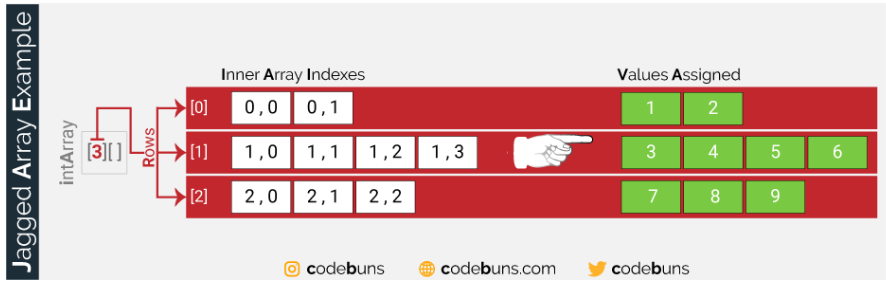 Jagged Array Example
Inner Array Indexes
Values Assigned
intArray
[3][]
Rows
[0] 0,0 0,1 1 2
[1] 1,0 1,1 1,2 1,3 3 4 5 6
[2] 2,0 2,1 2,2 7 8 9
codebuns codebuns.com codebuns